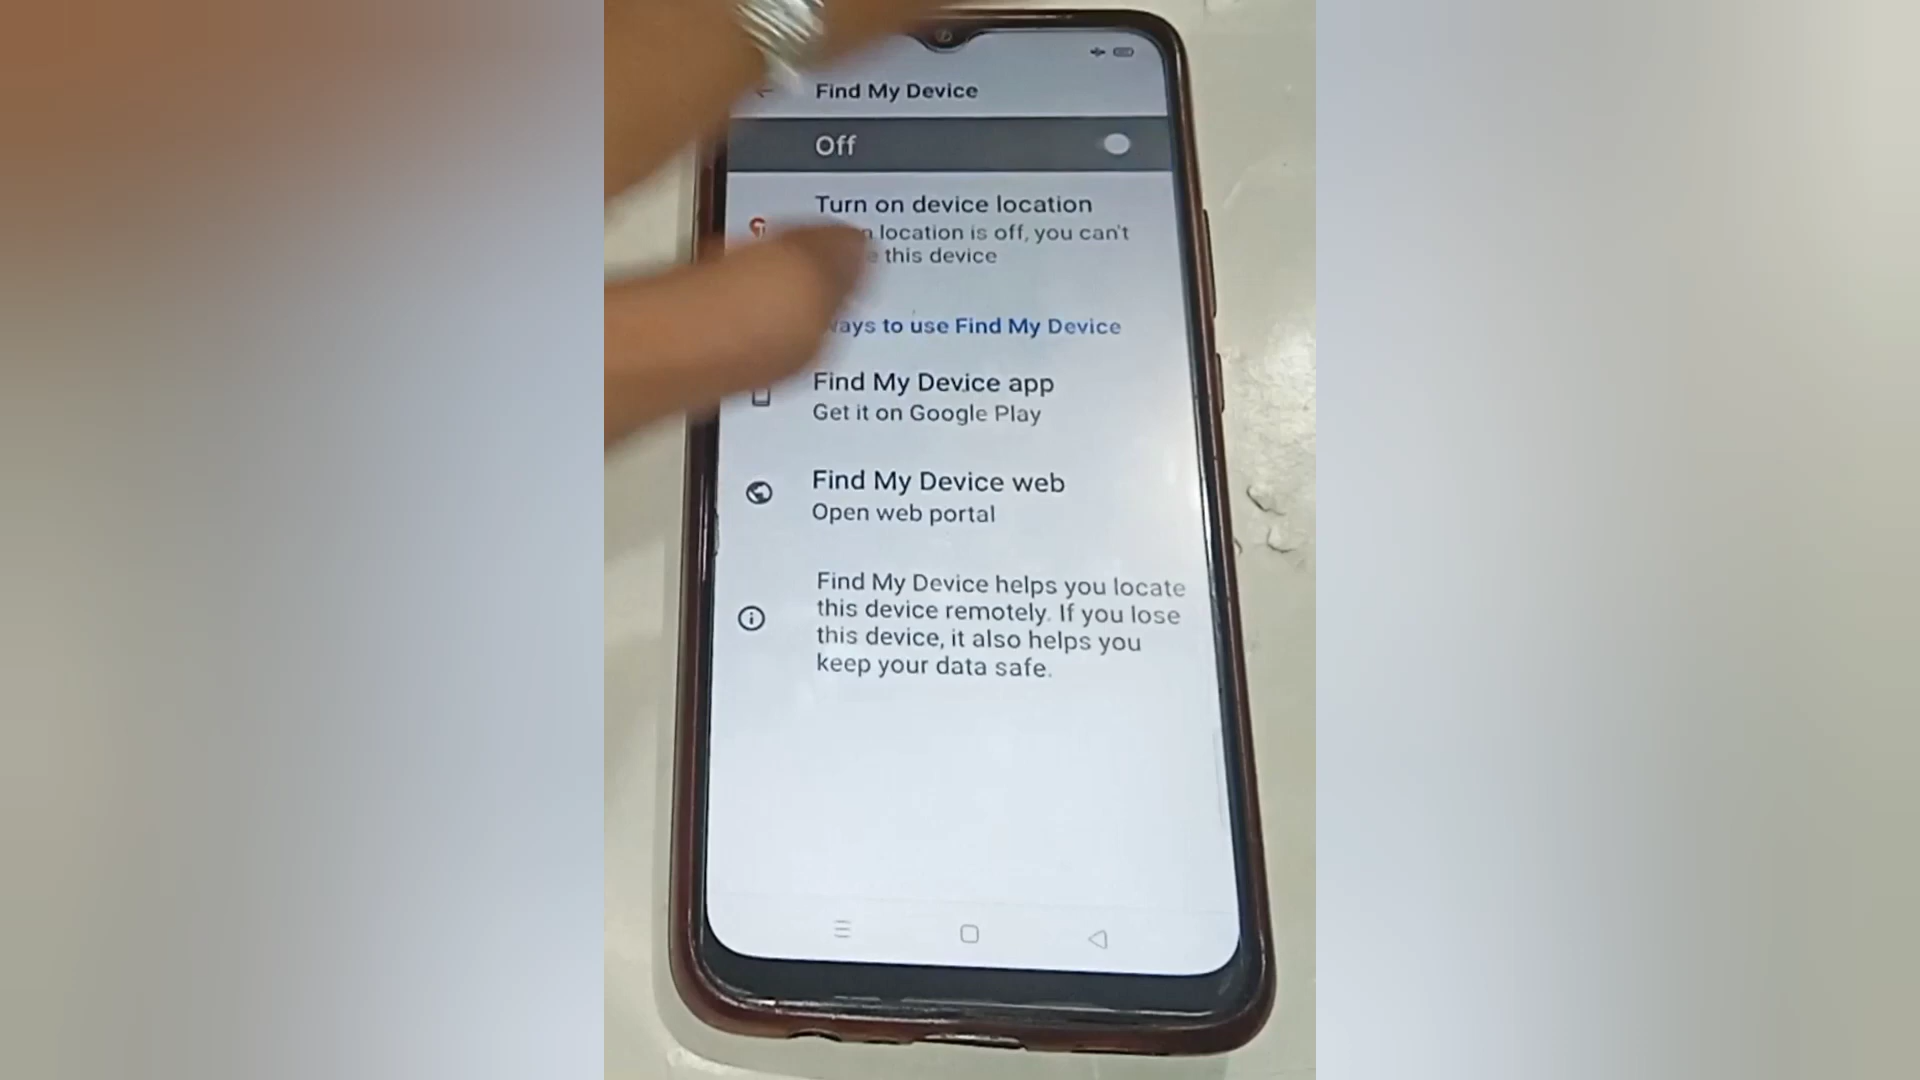 Find My Device
Off
Turn on device location
location is off, you can't
this device
to use Find My Device
Find My Device app
Get it on Google Play
Find My Device web
Open web portal
Find My Device helps you locate
this device remotely. If you lose
this device, it also helps you
keep your data safe.